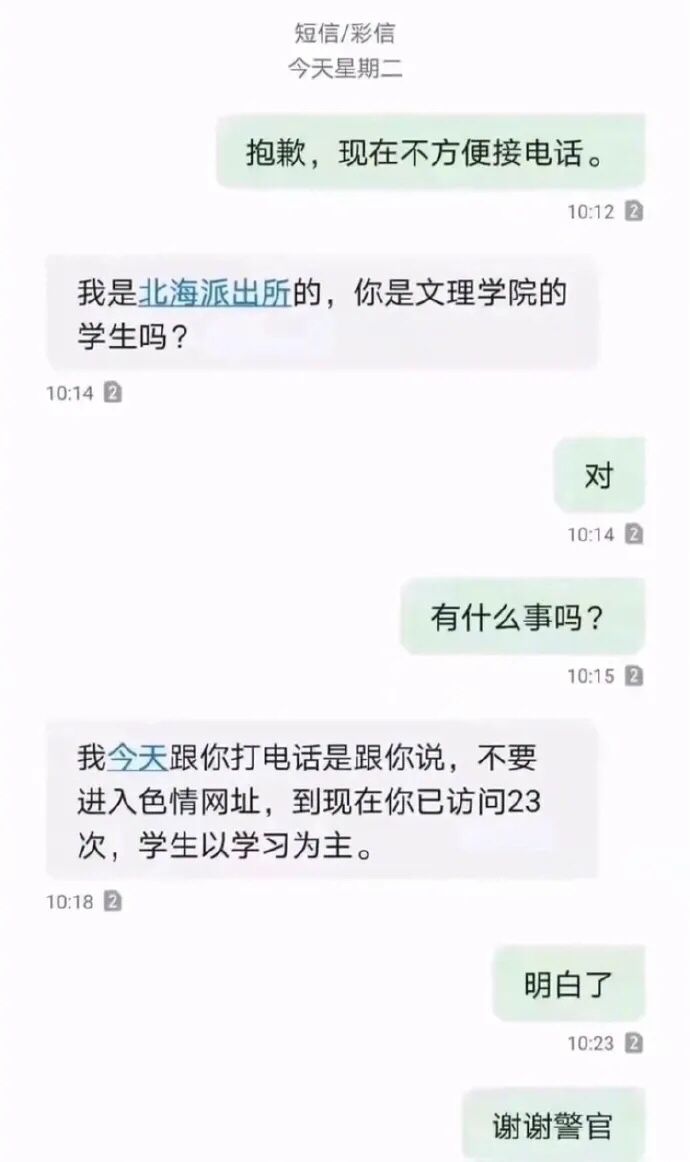 短信/彩信
今天星期二
抱歉，现在不方便接电话。
10:12 2
我是北海派出所的，你是文理学院的
学生吗？
10:14 2
对
10:14 2
有什么事吗？
10:15 2
我今天跟你打电话是跟你说，不要
进入色情网址，到现在你已访问23
次，学生以学习为主。
10:18 2
明白了
10:23 2
谢谢警官